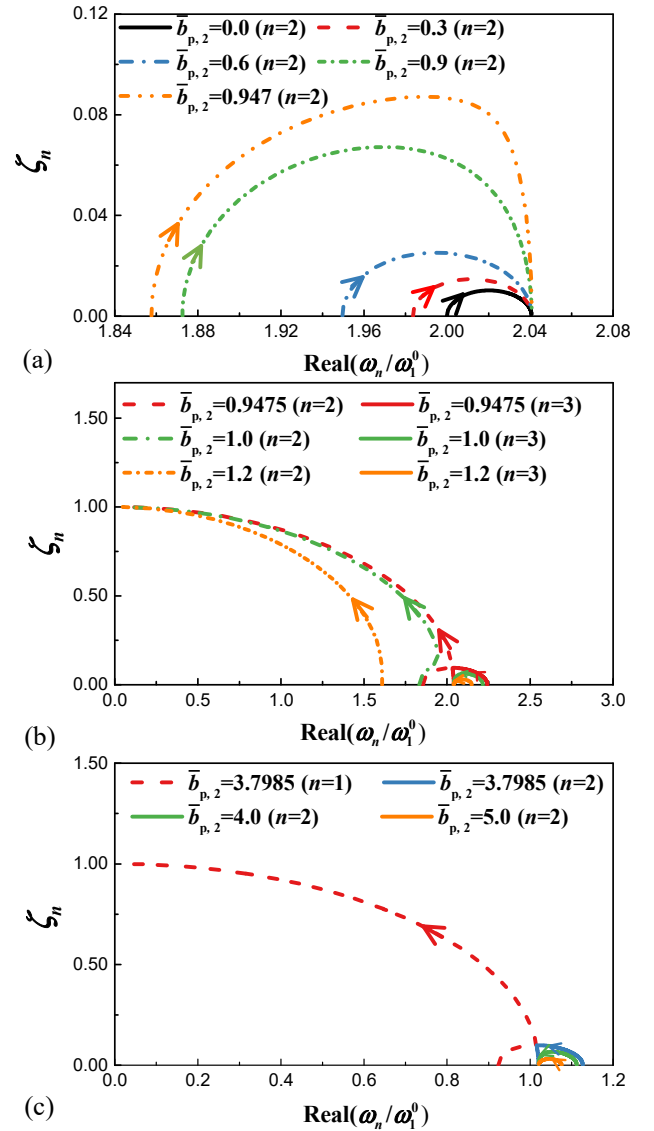 0.12
b̄p, 2=0.0 (n=2) b̄p, 2=0.3 (n=2)
b̄p, 2=0.6 (n=2) b̄p, 2=0.9 (n=2)
b̄p, 2=0.947 (n=2)
0.08
ζn
0.04
0.00
1.84 1.88 1.92 1.96 2.00 2.04 2.08
(a)
Real(ωn/ω1^0)
1.50
b̄p, 2=0.9475 (n=2) b̄p, 2=0.9475 (n=3)
b̄p, 2=1.0 (n=2) b̄p, 2=1.0 (n=3)
b̄p, 2=1.2 (n=2) b̄p, 2=1.2 (n=3)
1.00
ζn
0.50
0.00
0.0 0.5 1.0 1.5 2.0 2.5 3.0
(b)
Real(ωn/ω1^0)
1.50
b̄p, 2=3.7985 (n=1) b̄p, 2=3.7985 (n=2)
b̄p, 2=4.0 (n=2) b̄p, 2=5.0 (n=2)
1.00
ζn
0.50
0.00
0.0 0.2 0.4 0.6 0.8 1.0 1.2
(c)
Real(ωn/ω1^0)